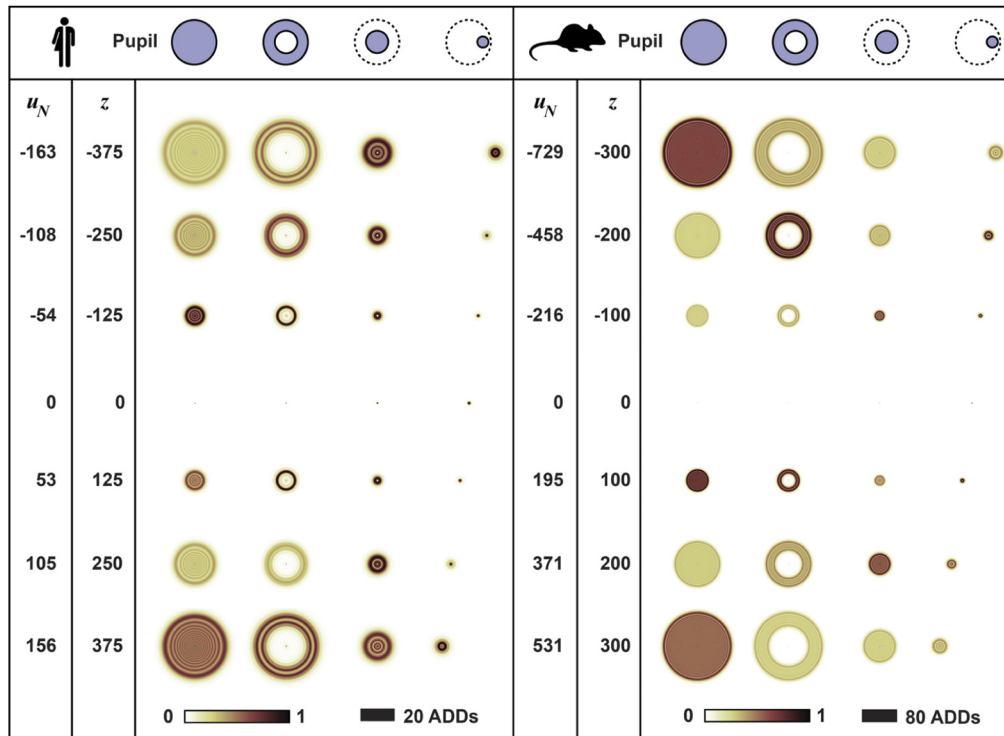 Pupil Pupil
u_N z u_N z
-163 -375 -729 -300
-108 -250 -458 -200
-54 -125 -216 -100
0 0 0 0
53 125 195 100
105 250 371 200
156 375 531 300
0 1 20 ADDs 0 1 80 ADDs